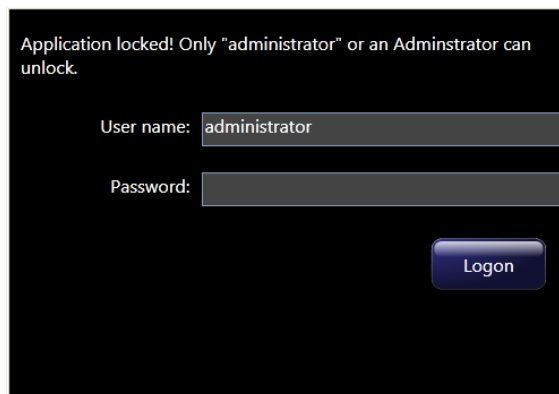 Application locked! Only "administrator" or an Adminstrator can
unlock.
User name: administrator
Password:
Logon